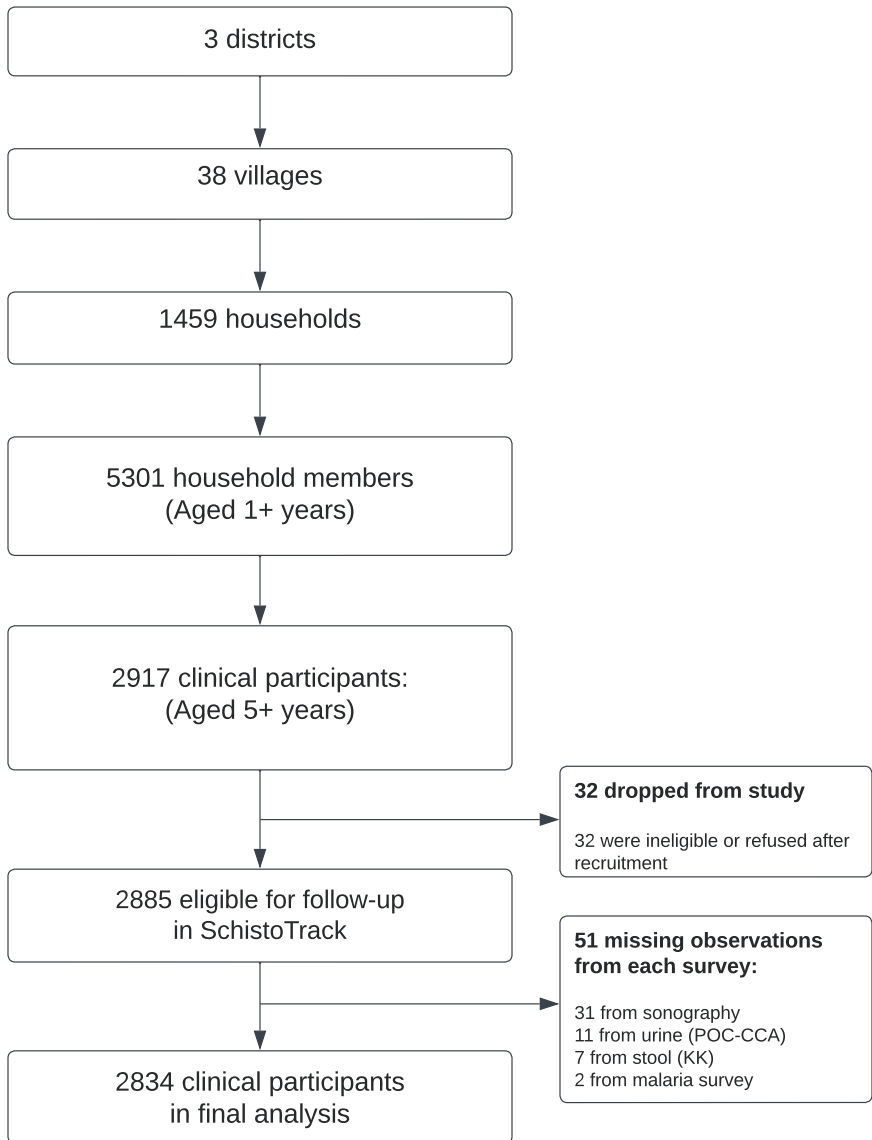 3 districts
38 villages
1459 households
5301 household members
(Aged 1+ years)
2917 clinical participants:
(Aged 5+ years)
32 dropped from study
32 were ineligible or refused after
recruitment
2885 eligible for follow-up
in SchistoTrack
51 missing observations
from each survey:
31 from sonography
11 from urine (POC-CCA)
7 from stool (KK)
2 from malaria survey
2834 clinical participants
in final analysis